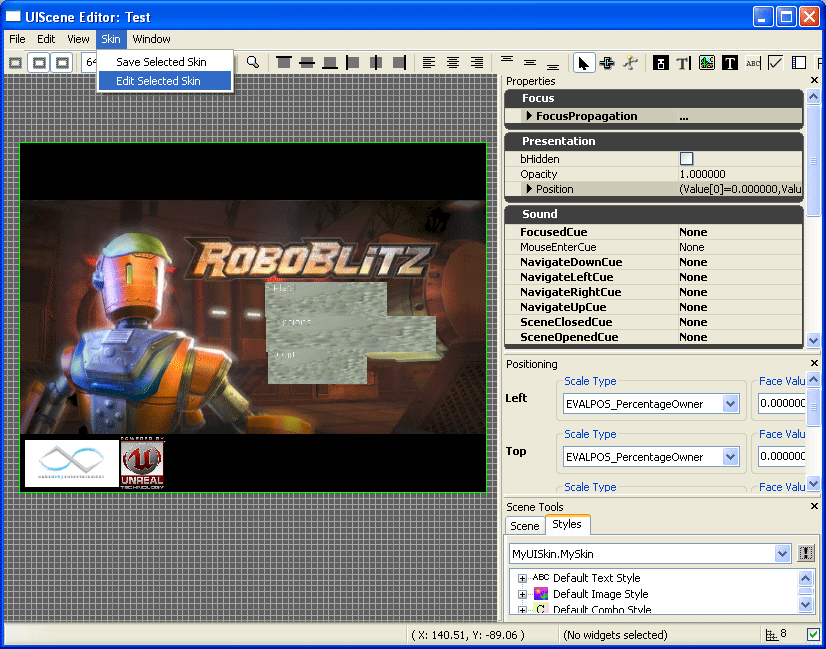 UIScene Editor: Test
File Edit View Skin Window
Save Selected Skin
Edit Selected Skin
64
T T ABC
Properties
Focus
FocusPropagation ...
Presentation
bHidden
Opacity 1.000000
Position (Value[0]=0.000000,Valu
Sound
FocusedCue None
MouseEnterCue None
NavigateDownCue None
NavigateLeftCue None
NavigateRightCue None
NavigateUpCue None
SceneClosedCue None
SceneOpenedCue None
ROBOBLITZ
Play
POWERED BY
UNREAL
TECHNOLOGY
Positioning
Scale Type Face Valu
Left EVALPOS_PercentageOwner 0.000000
Scale Type Face Valu
Top EVALPOS_PercentageOwner 0.000000
Scale Type Face Valu
Scene Tools
Scene Styles
MyUISkin.MySkin
ABC Default Text Style
Default Image Style
C Default Combo Style
( X: 140.51, Y: -89.06 ) (No widgets selected) 8